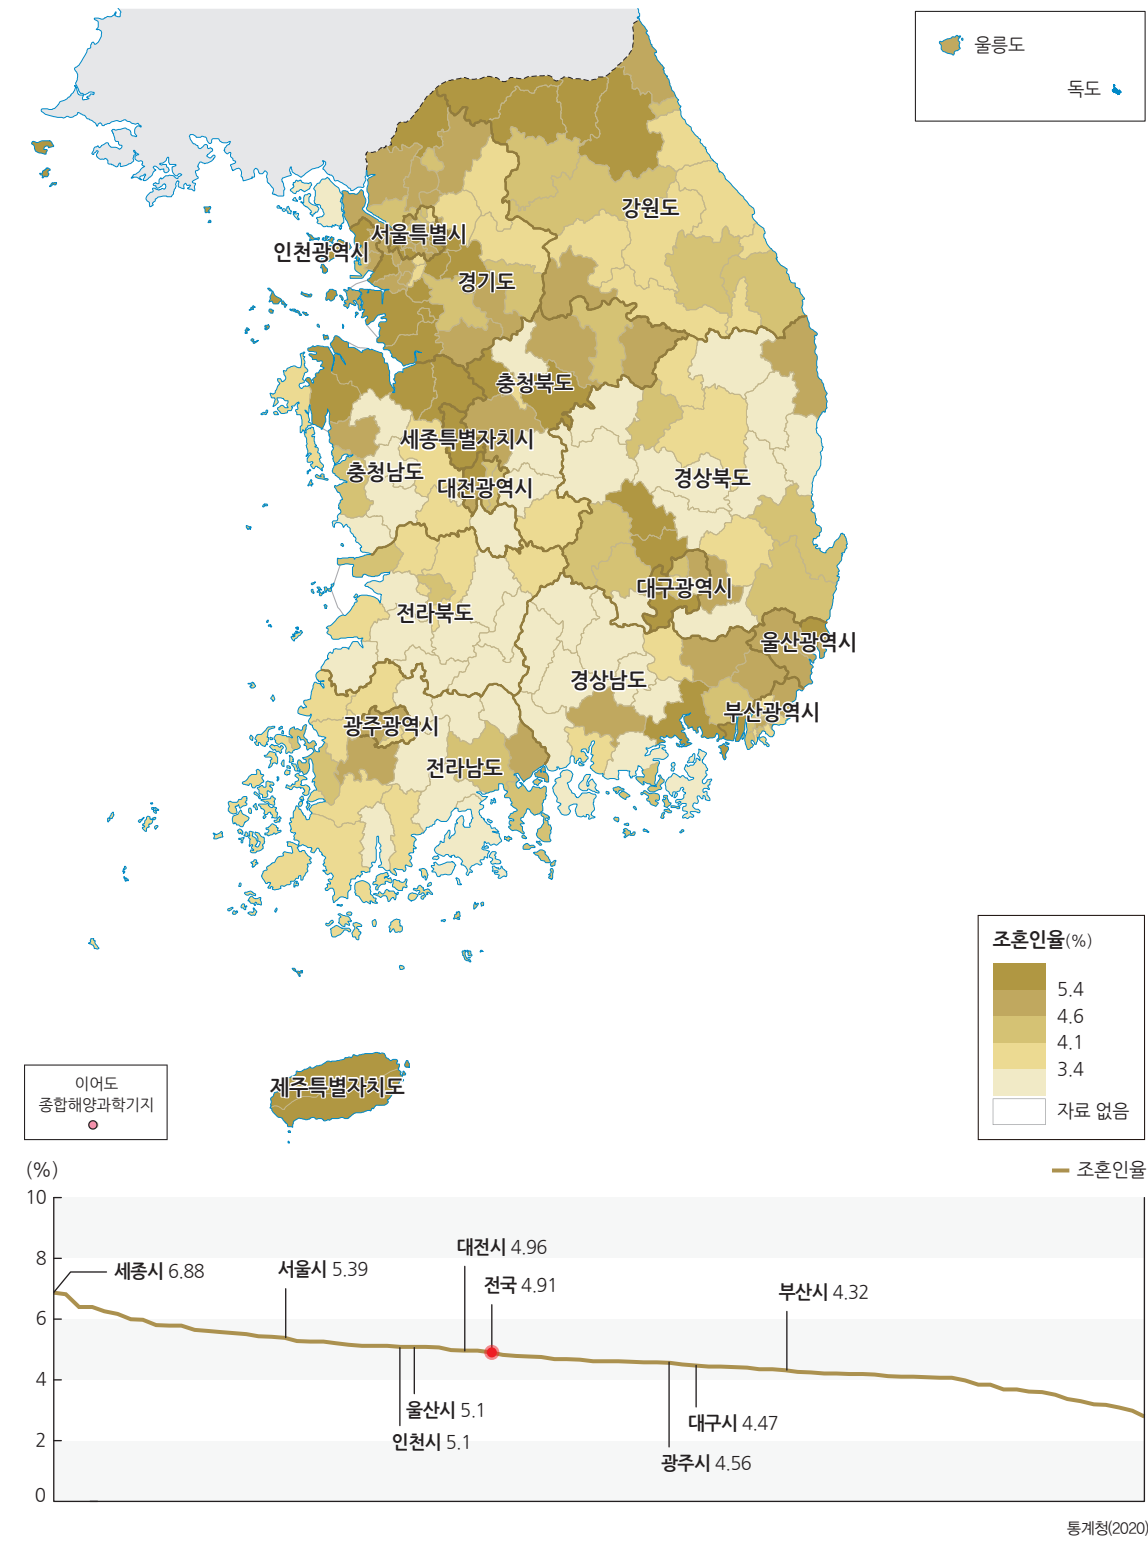 울릉도
독도
강원도
서울특별시
인천광역시
경기도
충청북도
세종특별자치시
충청남도
경상북도
대전광역시
대구광역시
전라북도
울산광역시
경상남도
부산광역시
광주광역시
전라남도
조혼인율(%)
5.4
4.6
4.1
3.4
자료 없음
제주특별자치도
이어도
종합해양과학기지
(%)
조혼인율
10
8
6
4
2
0
세종시 6.88
서울시 5.39
대전시 4.96
전국 4.91
부산시 4.32
울산시 5.1
인천시 5.1
대구시 4.47
광주시 4.56
통계청(2020)